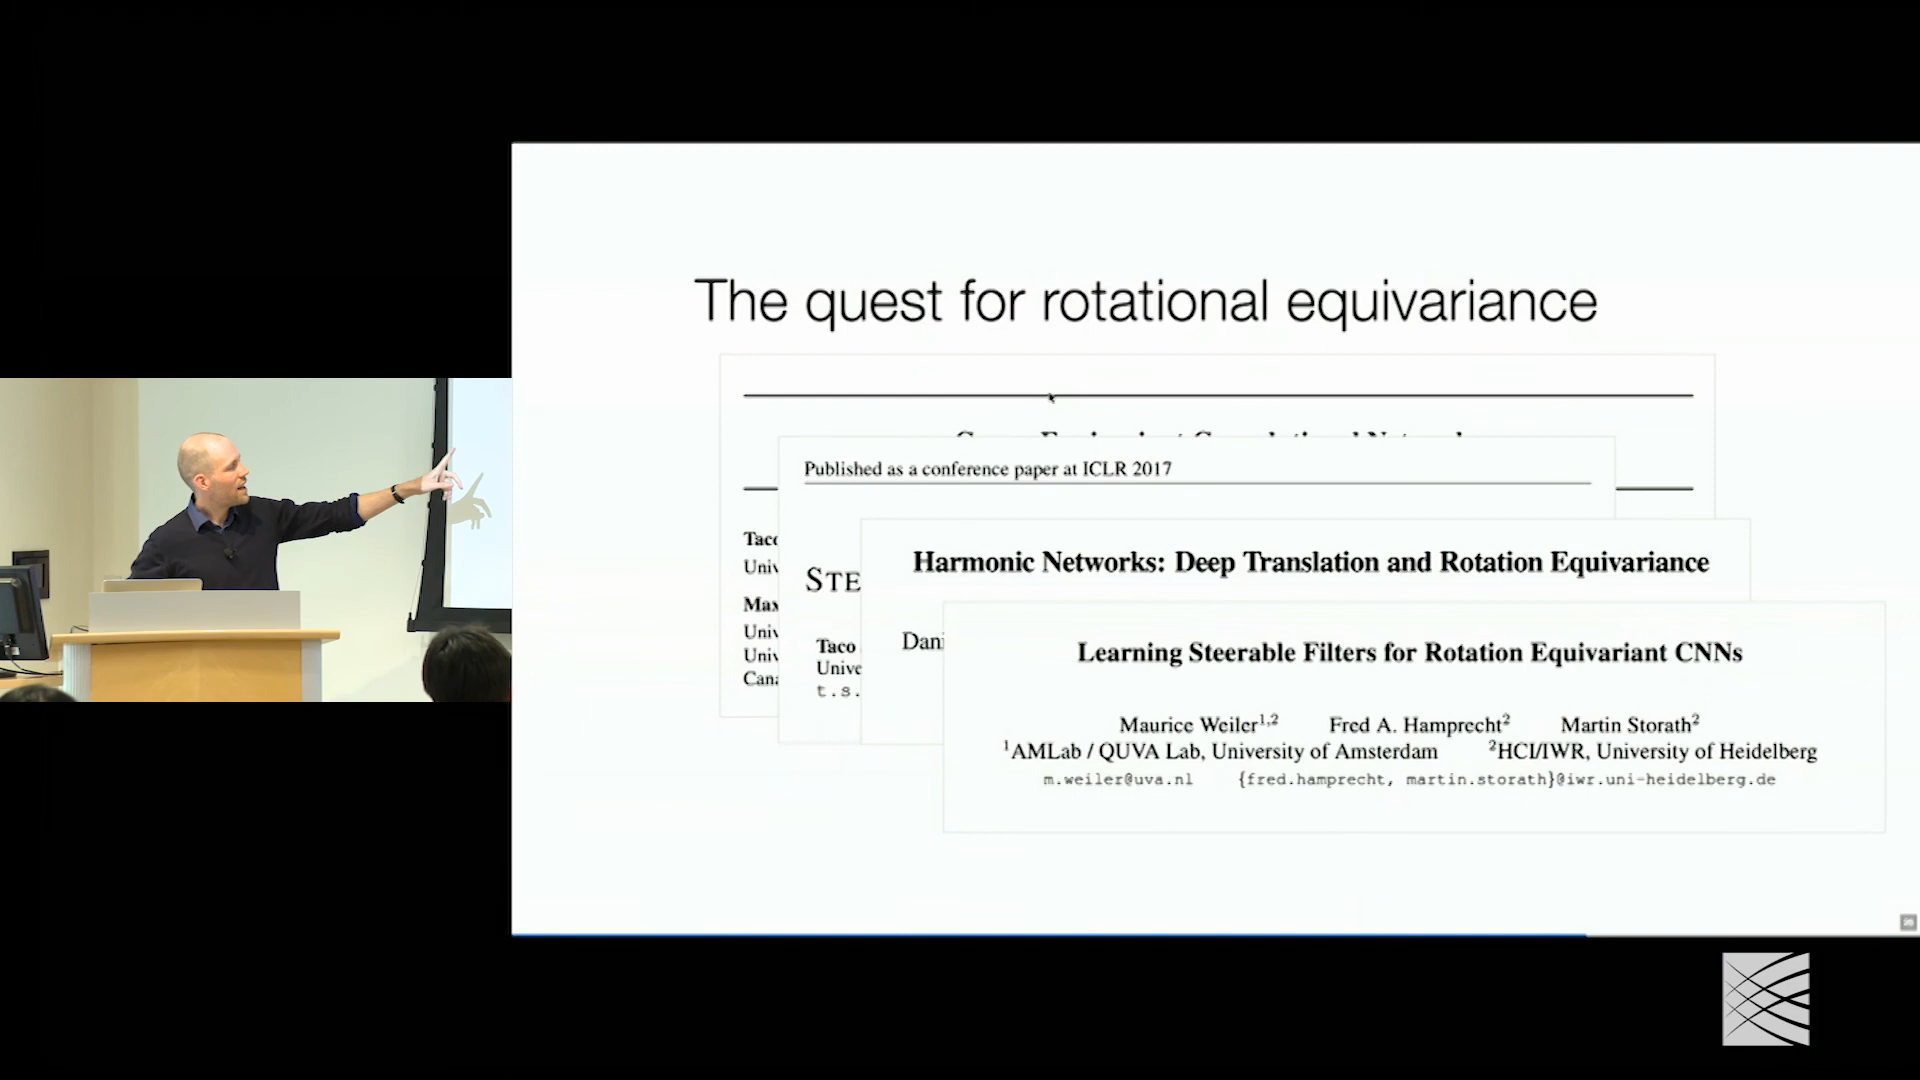 The quest for rotational equivariance
Published as a conference paper at ICLR 2017
Taco
Univ
Max
Univ
Univ
Cana
STE
Taco
Unive
t.s.
Harmonic Networks: Deep Translation and Rotation Equivariance
Dani
Learning Steerable Filters for Rotation Equivariant CNNs
Maurice Weiler1,2 Fred A. Hamprecht2 Martin Storath2
1AMLab / QUVA Lab, University of Amsterdam 2HCI/IWR, University of Heidelberg
m.weiler@uva.nl {fred.hamprecht, martin.storath}@iwr.uni-heidelberg.de